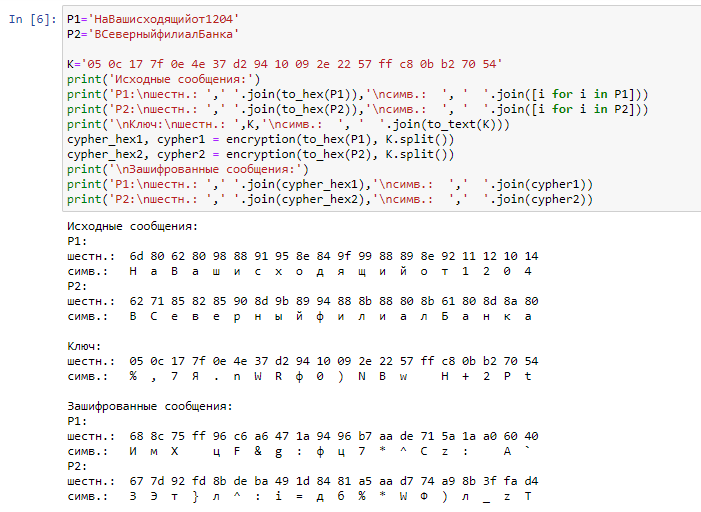 In [6]: P1='НаВашисходящийот1204'
P2='ВСеверныйфилиалБанка'
K='05 0c 17 7f 0e 4e 37 d2 94 10 09 2e 22 57 ff c8 0b b2 70 54'
print('Исходные сообщения:')
print('P1:\nшестн.: ',' '.join(to_hex(P1)),'\nсимв.:  ', '  '.join([i for i in P1]))
print('P2:\nшестн.: ',' '.join(to_hex(P2)),'\nсимв.:  ', '  '.join([i for i in P2]))
print('\nКлюч:\nшестн.: ',K,'\nсимв.:  ', '  '.join(to_text(K)))
cypher_hex1, cypher1 = encryption(to_hex(P1), K.split())
cypher_hex2, cypher2 = encryption(to_hex(P2), K.split())
print('\nЗашифрованные сообщения:')
print('P1:\nшестн.: ',' '.join(cypher_hex1),'\nсимв.:  ','  '.join(cypher1))
print('P2:\nшестн.: ',' '.join(cypher_hex2),'\nсимв.:  ','  '.join(cypher2))
Исходные сообщения:
P1:
шестн.:  6d 80 62 80 98 88 91 95 8e 84 9f 99 88 89 8e 92 11 12 10 14
симв.:   Н  а  В  а  ш  и  с  х  о  д  я  щ  и  й  о  т  1  2  0  4
P2:
шестн.:  62 71 85 82 85 90 8d 9b 89 94 88 8b 88 80 8b 61 80 8d 8a 80
симв.:   В  С  е  в  е  р  н  ы  й  ф  и  л  и  а  л  Б  а  н  к  а
Ключ:
шестн.:  05 0c 17 7f 0e 4e 37 d2 94 10 09 2e 22 57 ff c8 0b b2 70 54
симв.:   %  ,  7  Я  .  n  W  R  ф  0  )  N  B  w     H  +  2  P  t
Зашифрованные сообщения:
P1:
шестн.:  68 8c 75 ff 96 c6 a6 47 1a 94 96 b7 aa de 71 5a 1a a0 60 40
симв.:   И  м  Х     ц  F  &  g  :  ф  ц  7  *  ^  С  z  :     А  `
P2:
шестн.:  67 7d 92 fd 8b de ba 49 1d 84 81 a5 aa d7 74 a9 8b 3f fa d4
симв.:   З  Э  т  }  л  ^  :  i  =  д  б  %  *  W  Ф  )  л  _  z  T